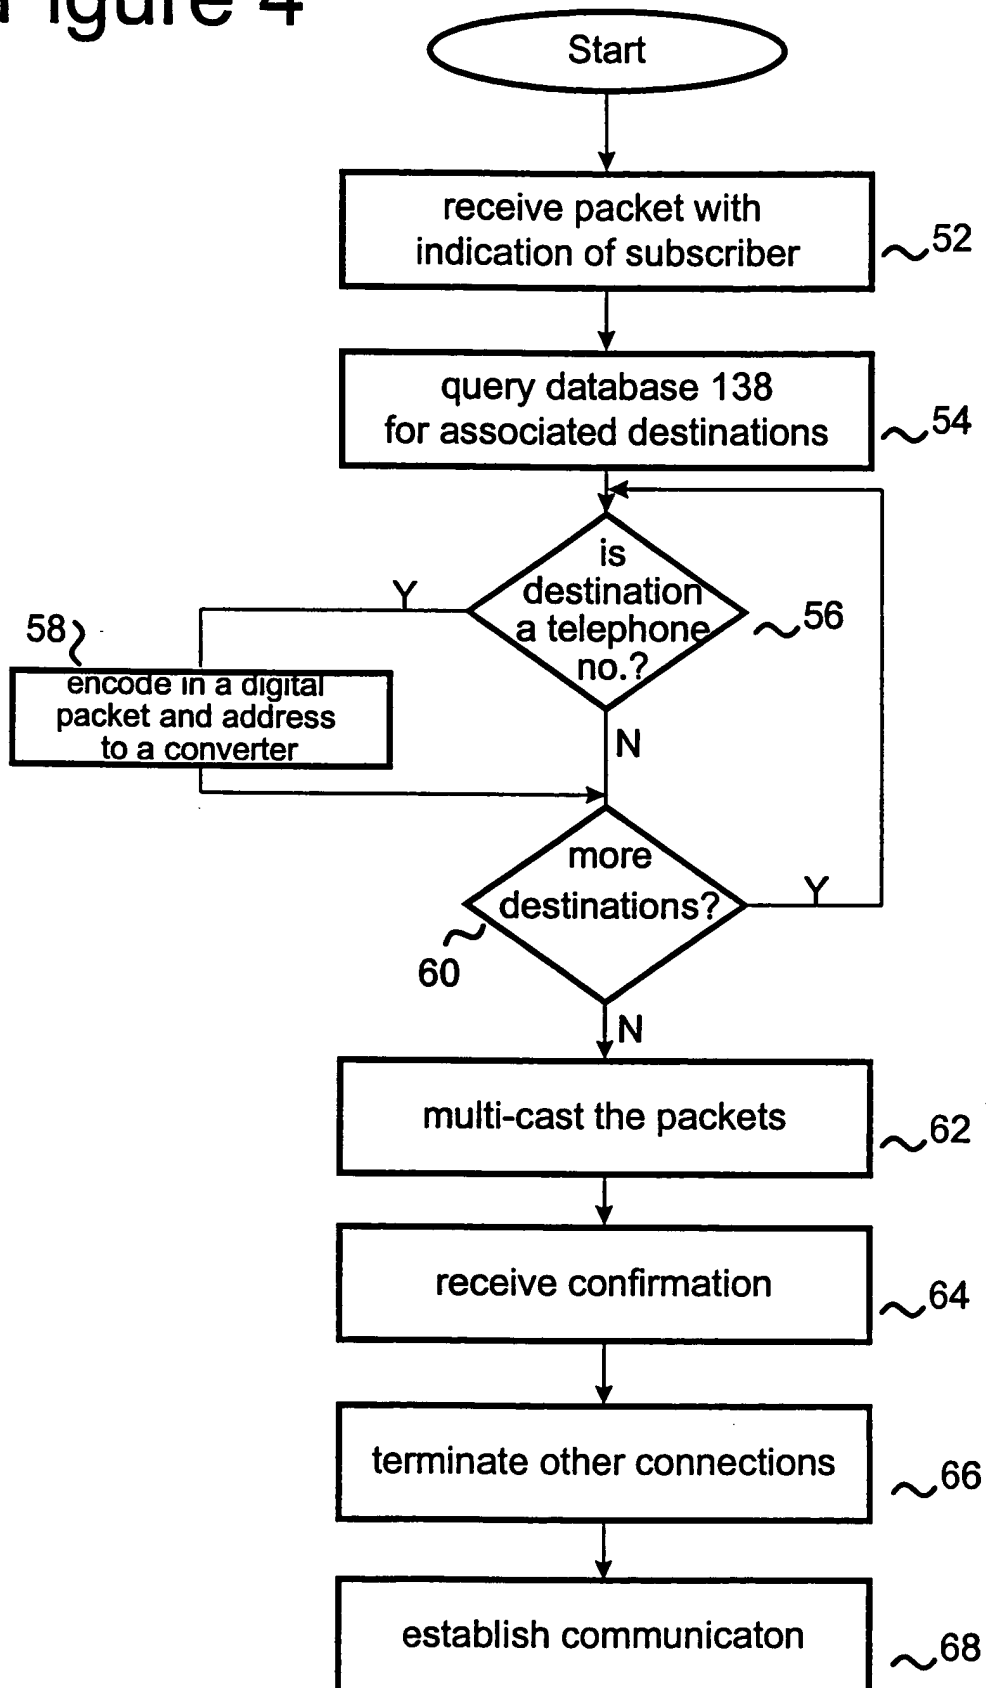 Figure 4
Start
receive packet with
indication of subscriber
52
query database 138
for associated destinations
54
is
destination
a telephone
no.?
56
Y
58
encode in a digital
packet and address
to a converter
N
more
destinations?
Y
60
N
multi-cast the packets
62
receive confirmation
64
terminate other connections
66
establish communicaton
68